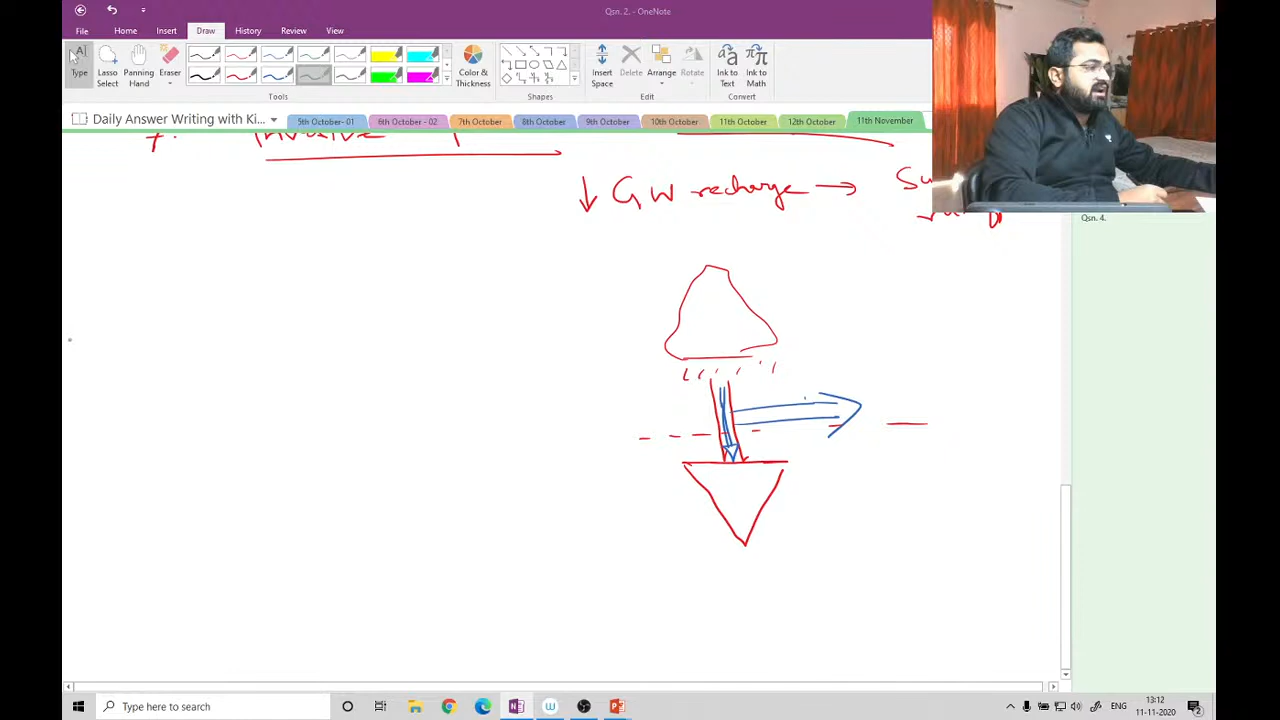 Qsn. 2. - OneNote
File Home Insert Draw History Review View
Type
Lasso Select
Panning Hand
Eraser
Color & Thickness
Insert Space
Delete
Arrange
Rotate
Ink to Text
Ink to Math
Tools
Shapes
Edit
Convert
Daily Answer Writing with Ki...
5th October- 01
6th October - 02
7th October
8th October
9th October
10th October
11th October
12th October
11th November
7. Invasive
↓ GW recharge →
Qsn. 4.
Type here to search
ENG
13:12
11-11-2020
2